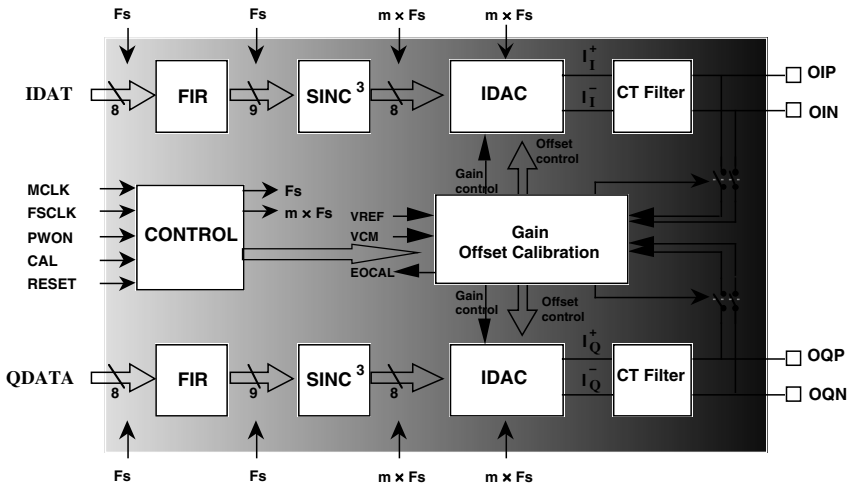 Fs Fs m × Fs m × Fs
IDAT 8 FIR 9 SINC 3 8 IDAC I I + I I - CT Filter OIP
OIN
Gain control Offset control
MCLK
FSCLK
PWON
CAL
RESET
CONTROL
Fs
m × Fs
VREF
VCM
EOCAL
Gain
Offset Calibration
Gain control Offset control
QDATA 8 FIR 9 SINC 3 8 IDAC I Q + I Q - CT Filter OQP
OQN
Fs Fs m × Fs m × Fs